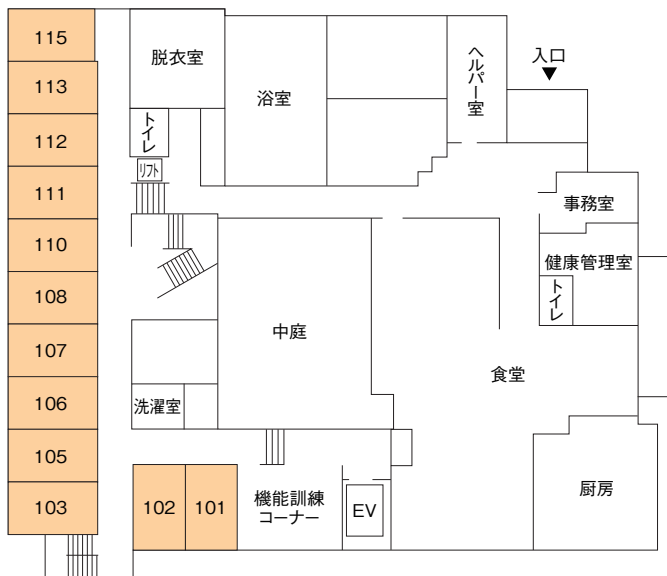 115
113
112
111
110
108
107
106
105
103
102
101
脱衣室
トイレ
リフト
浴室
ヘルパー室
入口
事務室
健康管理室
トイレ
中庭
食堂
洗濯室
機能訓練
コーナー
EV
厨房